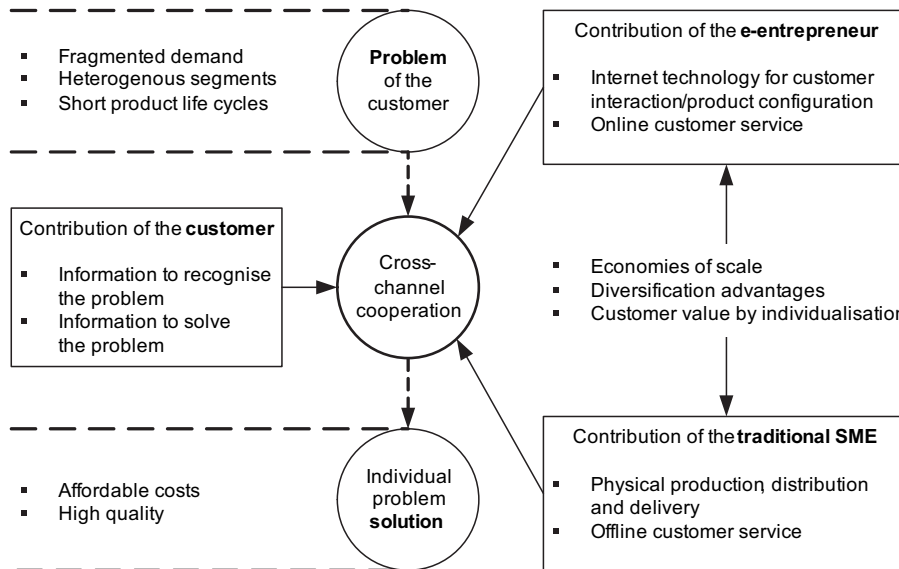 Fragmented demand
Heterogenous segments
Short product life cycles
Problem
of the
customer
Contribution of the e-entrepreneur
Internet technology for customer
interaction/product configuration
Online customer service
Contribution of the customer
Information to recognise
the problem
Information to solve
the problem
Cross-
channel
cooperation
Economies of scale
Diversification advantages
Customer value by individualisation
Affordable costs
High quality
Individual
problem
solution
Contribution of the traditional SME
Physical production, distribution
and delivery
Offline customer service